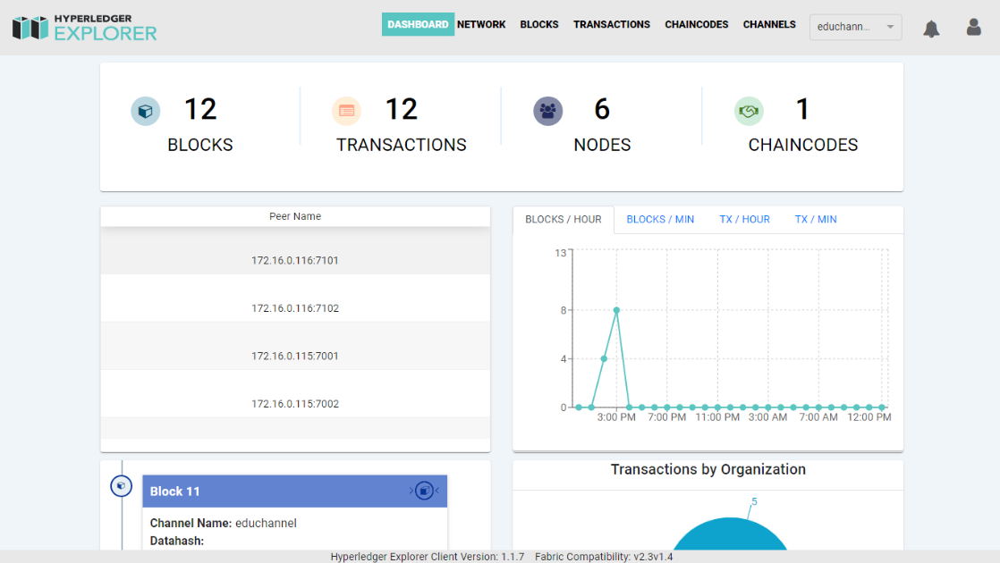 HYPERLEDGER
EXPLORER
DASHBOARD NETWORK BLOCKS TRANSACTIONS CHAINCODES CHANNELS educhann...
12 12 6 1
BLOCKS TRANSACTIONS NODES CHAINCODES
Peer Name
172.16.0.116:7101
172.16.0.116:7102
172.16.0.115:7001
172.16.0.115:7002
BLOCKS / HOUR BLOCKS / MIN TX / HOUR TX / MIN
13
8
4
0
3:00 PM 7:00 PM 11:00 PM 3:00 AM 7:00 AM 12:00 PM
Block 11
Channel Name: educhannel
Datahash:
Transactions by Organization
5
Hyperledger Explorer Client Version: 1.1.7 Fabric Compatibility: v2.3v1.4